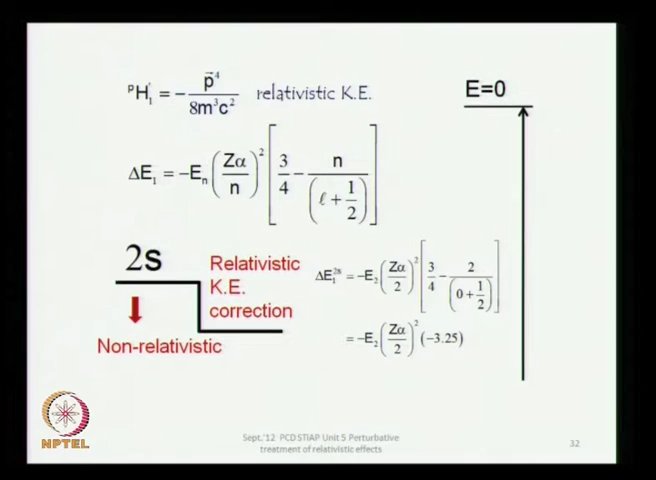 ᵖH₁' = − p⃗⁴ / 8m³c² relativistic K.E.
E=0
ΔE₁ = −Eₙ (Zα / n)² [3/4 − n / (ℓ + 1/2)]
2s
Relativistic
K.E.
correction
Non-relativistic
ΔE₁²ˢ = −E₂ (Zα / 2)² [3/4 − 2 / (0 + 1/2)]
= −E₂ (Zα / 2)² (−3.25)
NPTEL
Sept.'12 PCD STIAP Unit 5 Perturbative
treatment of relativistic effects
32